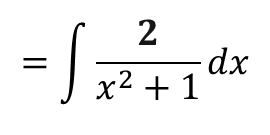 = ∫ 2/(x² + 1) dx